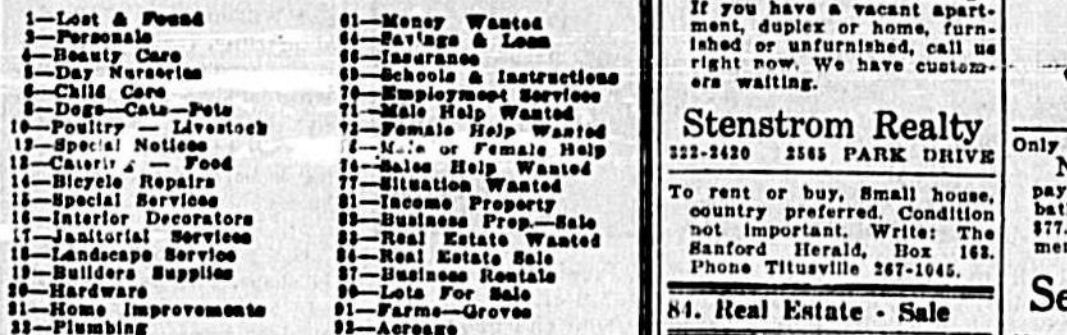 1—Lost & Found
3—Personals
4—Beauty Care
5—Day Nurseries
6—Child Care
8—Dogs—Cats—Pets
10—Poultry — Livestock
12—Special Notices
13—Catering — Food
14—Bicycle Repairs
15—Special Services
16—Interior Decorators
17—Janitorial Services
18—Landscape Service
19—Builders Supplies
20—Hardware
21—Home Improvements
22—Plumbing
61—Money Wanted
64—Savings & Loan
66—Insurance
69—Schools & Instructions
70—Employment Services
71—Male Help Wanted
72—Female Help Wanted
Male or Female Help
76—Sales Help Wanted
77—Situation Wanted
81—Income Property
Business Prop.—Sale
Real Estate Wanted
Real Estate Sale
87—Business Rentals
90—Lots For Sale
91—Farms—Groves
92—Acreage
If you have a vacant apart-
ment, duplex or home, furn-
ished or unfurnished, call us
right now. We have custom-
ers waiting.
Stenstrom Realty
322-2420 2565 PARK DRIVE
To rent or buy, Small house,
country preferred. Condition
not important. Write: The
Sanford Herald, Box 162.
Phone Titusville 267-1045.
84. Real Estate - Sale
Only
N
pay
bat
$77.
men
Se